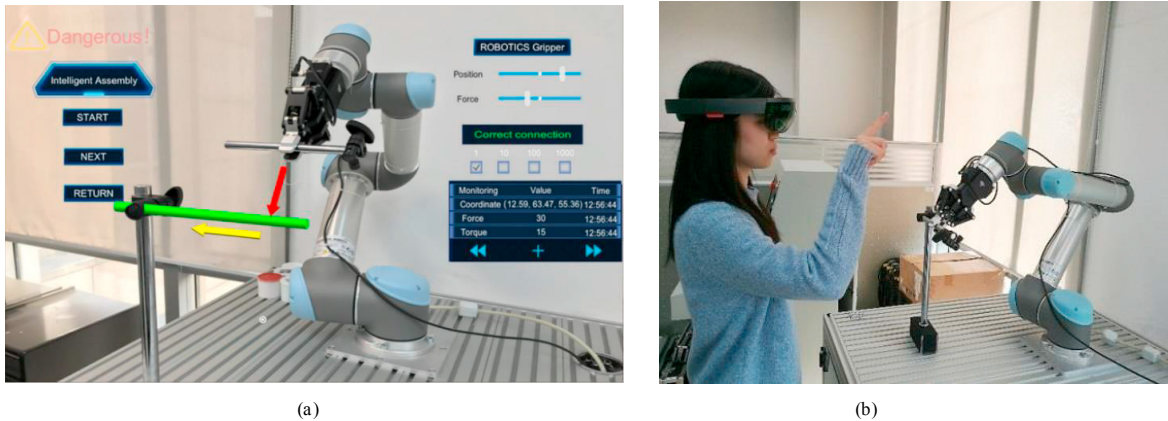 Dangerous!
Intelligent Assembly
START
NEXT
RETURN
ROBOTICS Gripper
Position
Force
Correct connection
1 10 100 1000
Monitoring Value Time
Coordinate (12.59, 63.47, 55.36) 12:56:44
Force 30 12:56:44
Torque 15 12:56:44
(a)
(b)